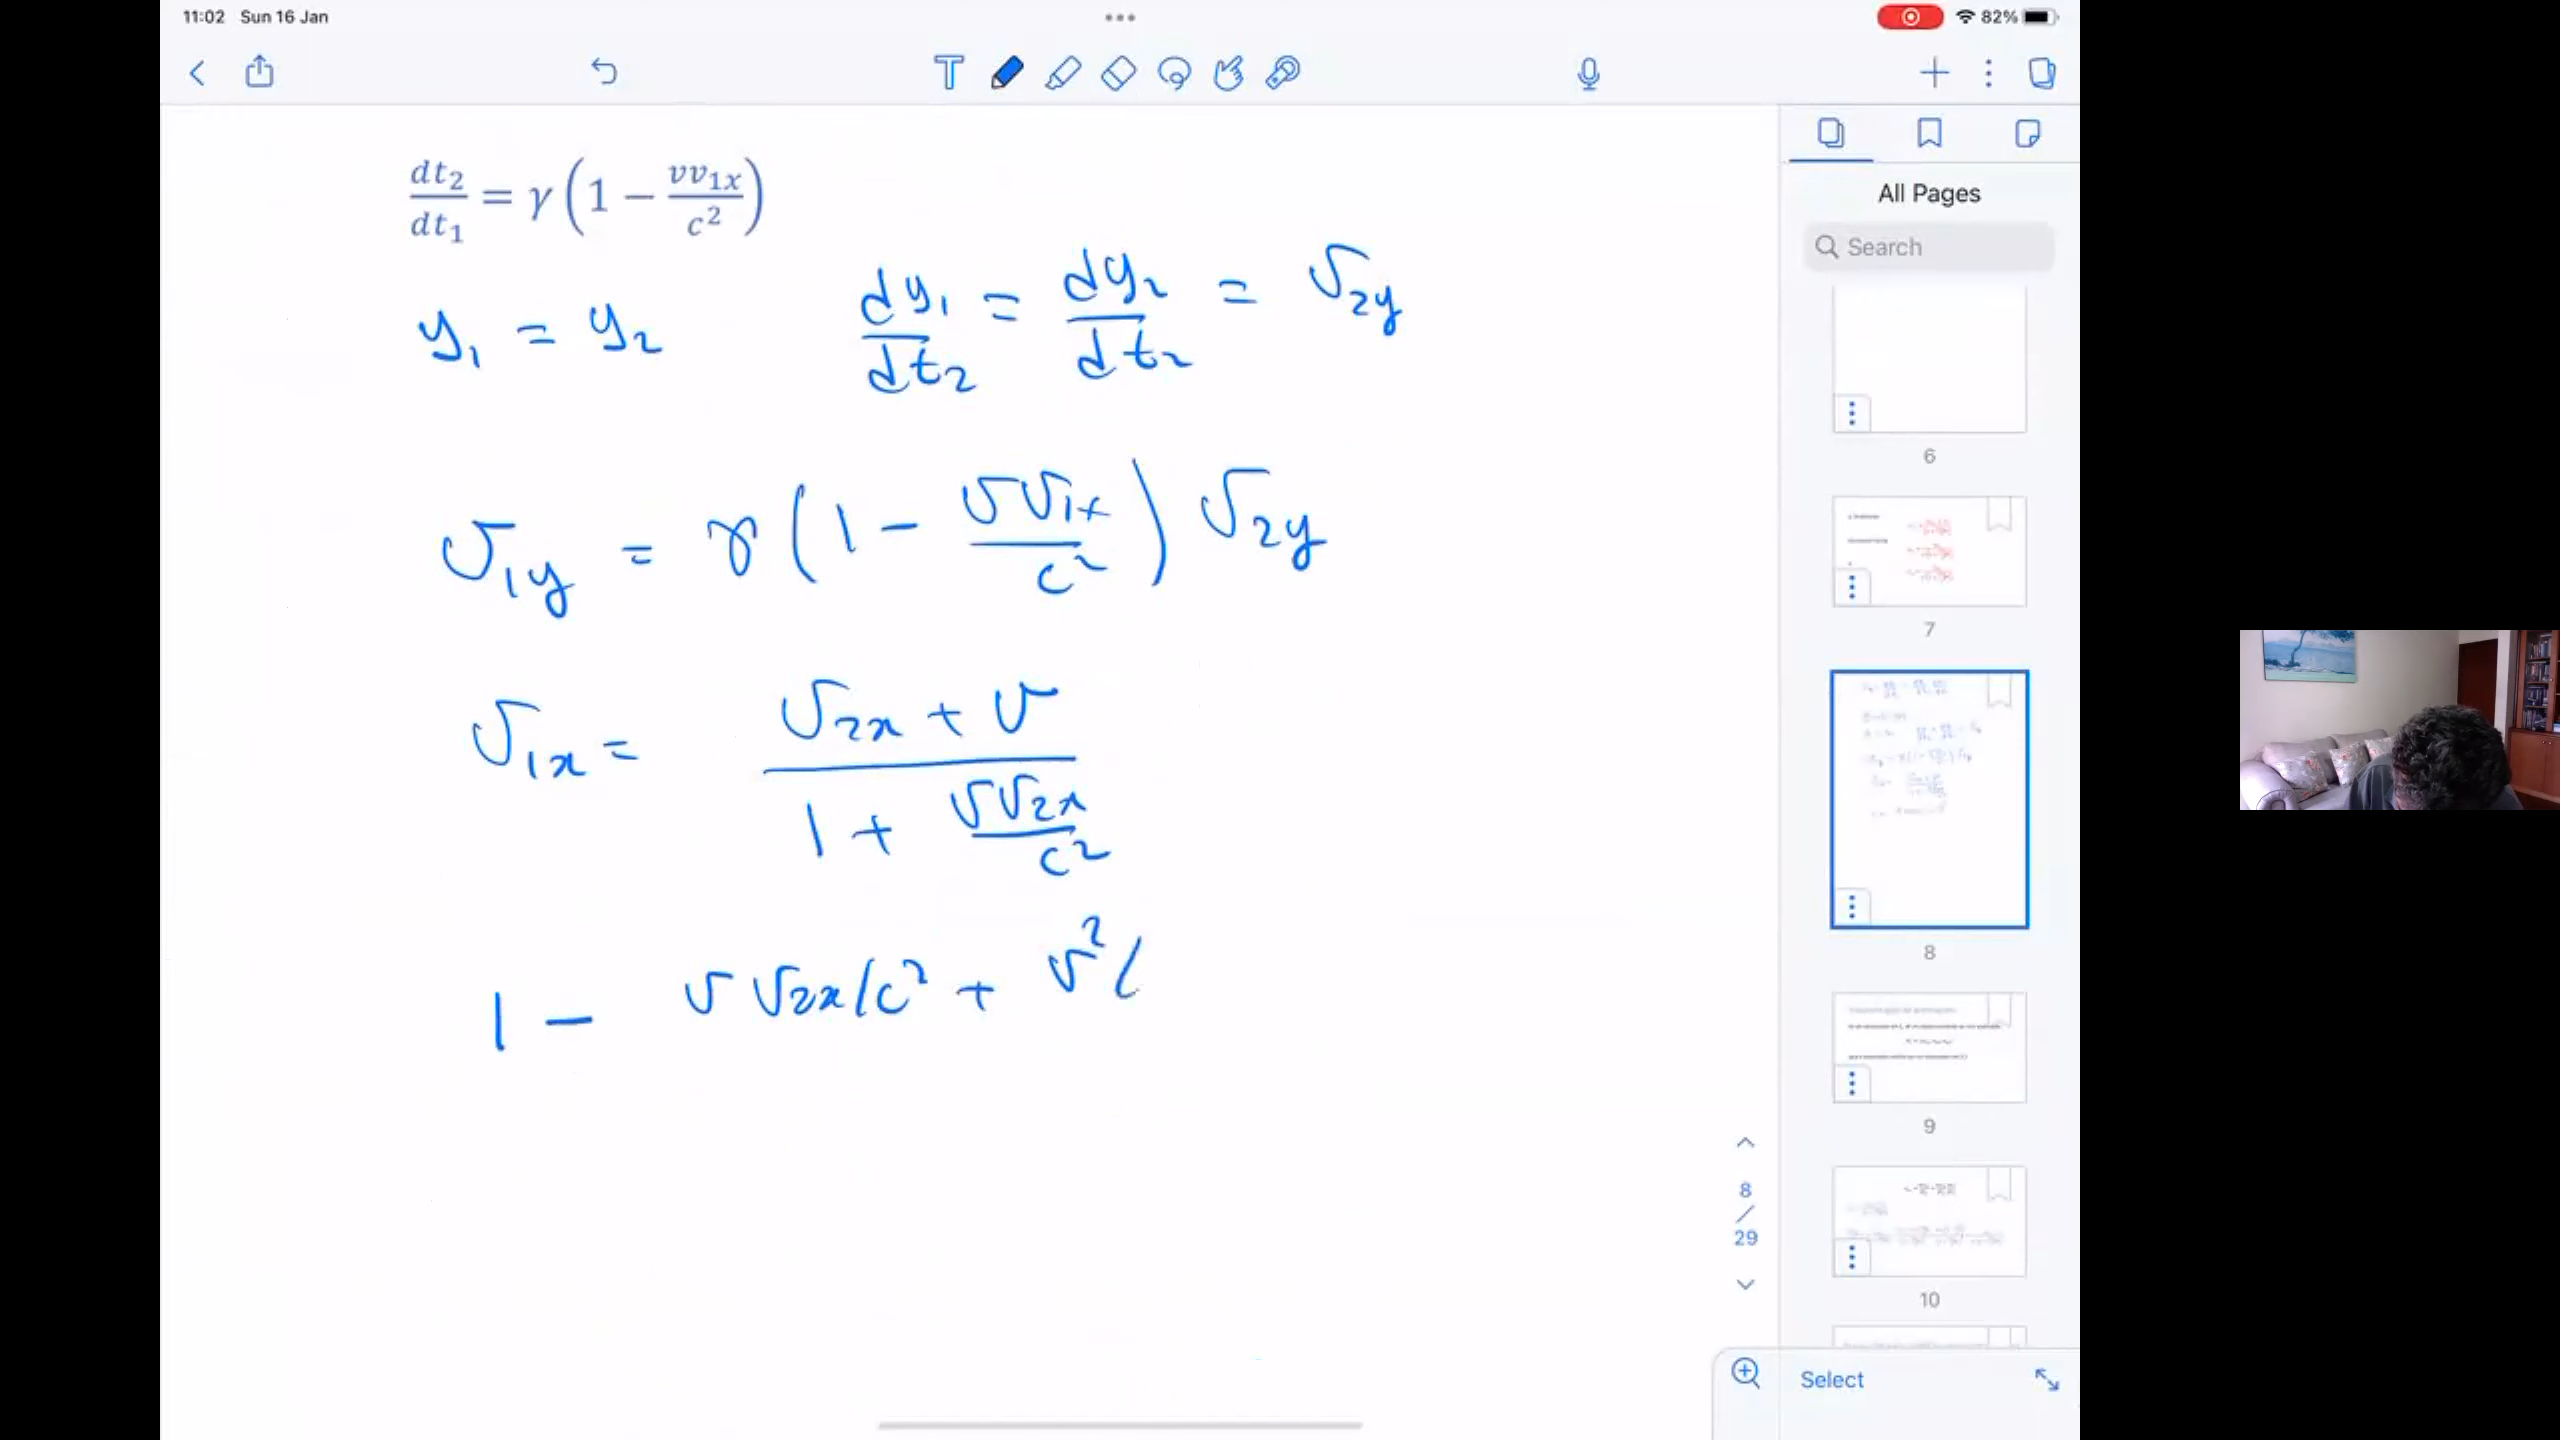 11:02 Sun 16 Jan
82%
All Pages
Search
dt₂/dt₁ = γ(1 − vv₁ₓ/c²)
y₁ = y₂
dy₁/dt₂ = dy₂/dt₂ = v₂y
v₁y = γ(1 − vv₁x/c²) v₂y
v₁x = (v₂x + v)/(1 + vv₂x/c²)
1 − vv₂x/c² + v²/
6
7
8
9
10
8
/
29
Select